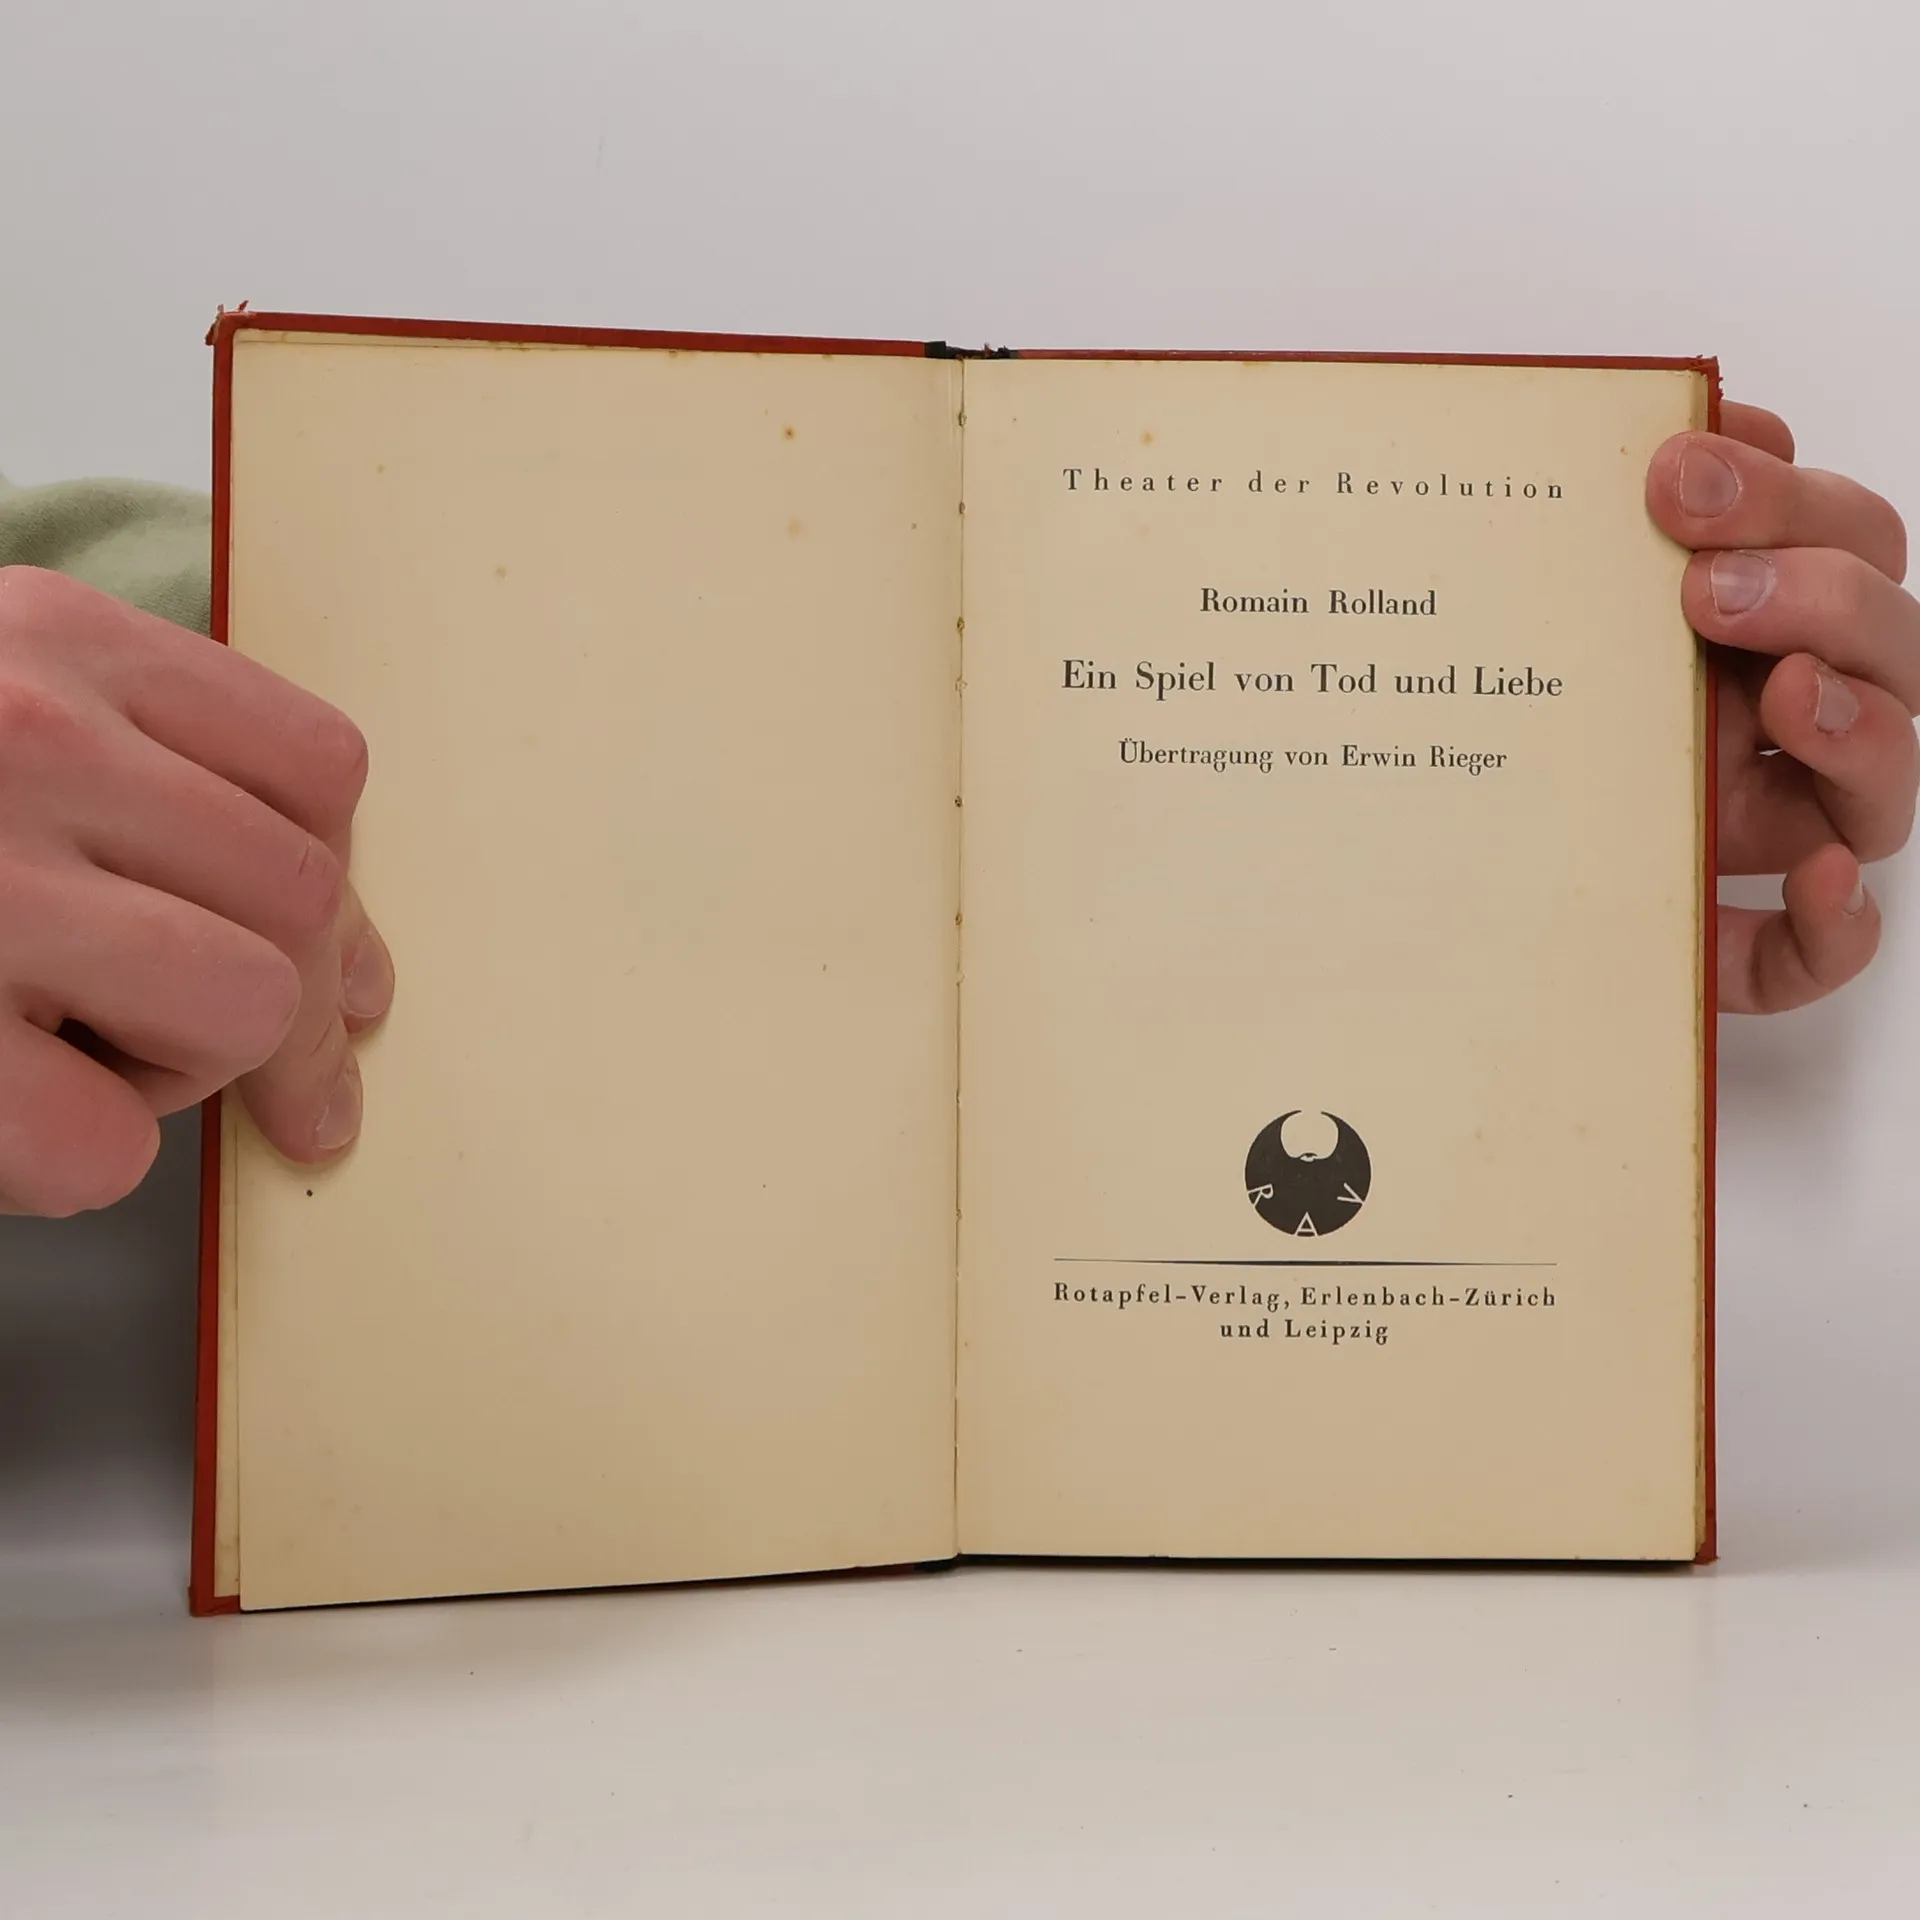 Theater der Revolution
Romain Rolland
Ein Spiel von Tod und Liebe
Übertragung von Erwin Rieger
R A V
Rotapfel-Verlag, Erlenbach-Zürich
und Leipzig